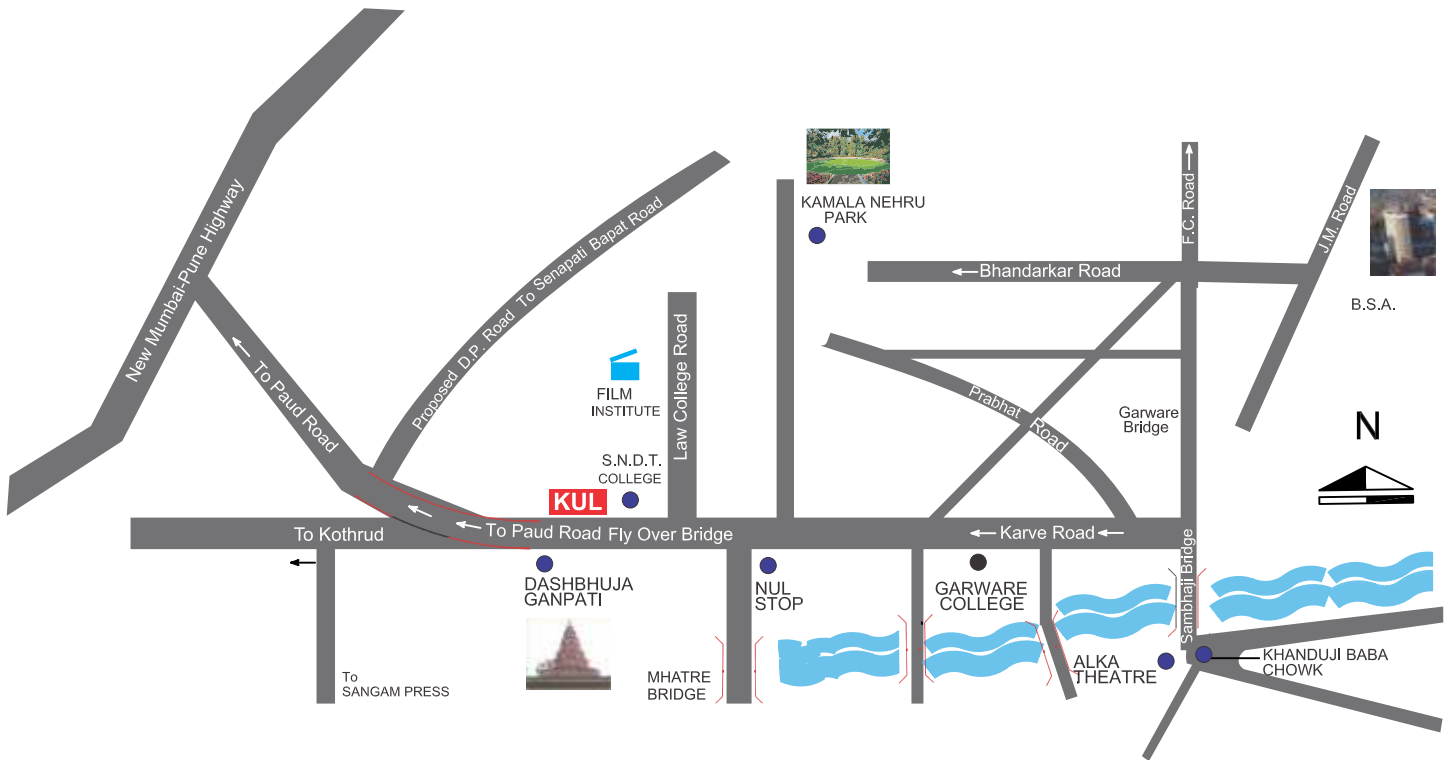 New Mumbai-Pune Highway
To Paud Road
Proposed D.P. Road To Senapati Bapat Road
FILM
INSTITUTE
S.N.D.T.
COLLEGE
Law College Road
KAMALA NEHRU
PARK
Bhandarkar Road
F.C. Road
J.M. Road
B.S.A.
Prabhat Road
Garware
Bridge
N
KUL
To Kothrud
To Paud Road Fly Over Bridge
Karve Road
DASHBHUJA
GANPATI
NUL
STOP
GARWARE
COLLEGE
Sambhaji Bridge
To
SANGAM PRESS
MHATRE
BRIDGE
ALKA
THEATRE
KHANDUJI BABA
CHOWK